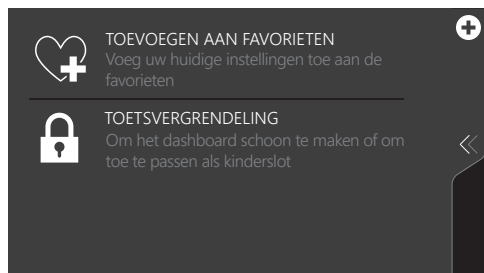 TOEVOEGEN AAN FAVORIETEN
Voeg uw huidige instellingen toe aan de
favorieten
TOETSVERGRENDELING
Om het dashboard schoon te maken of om
toe te passen als kinderslot